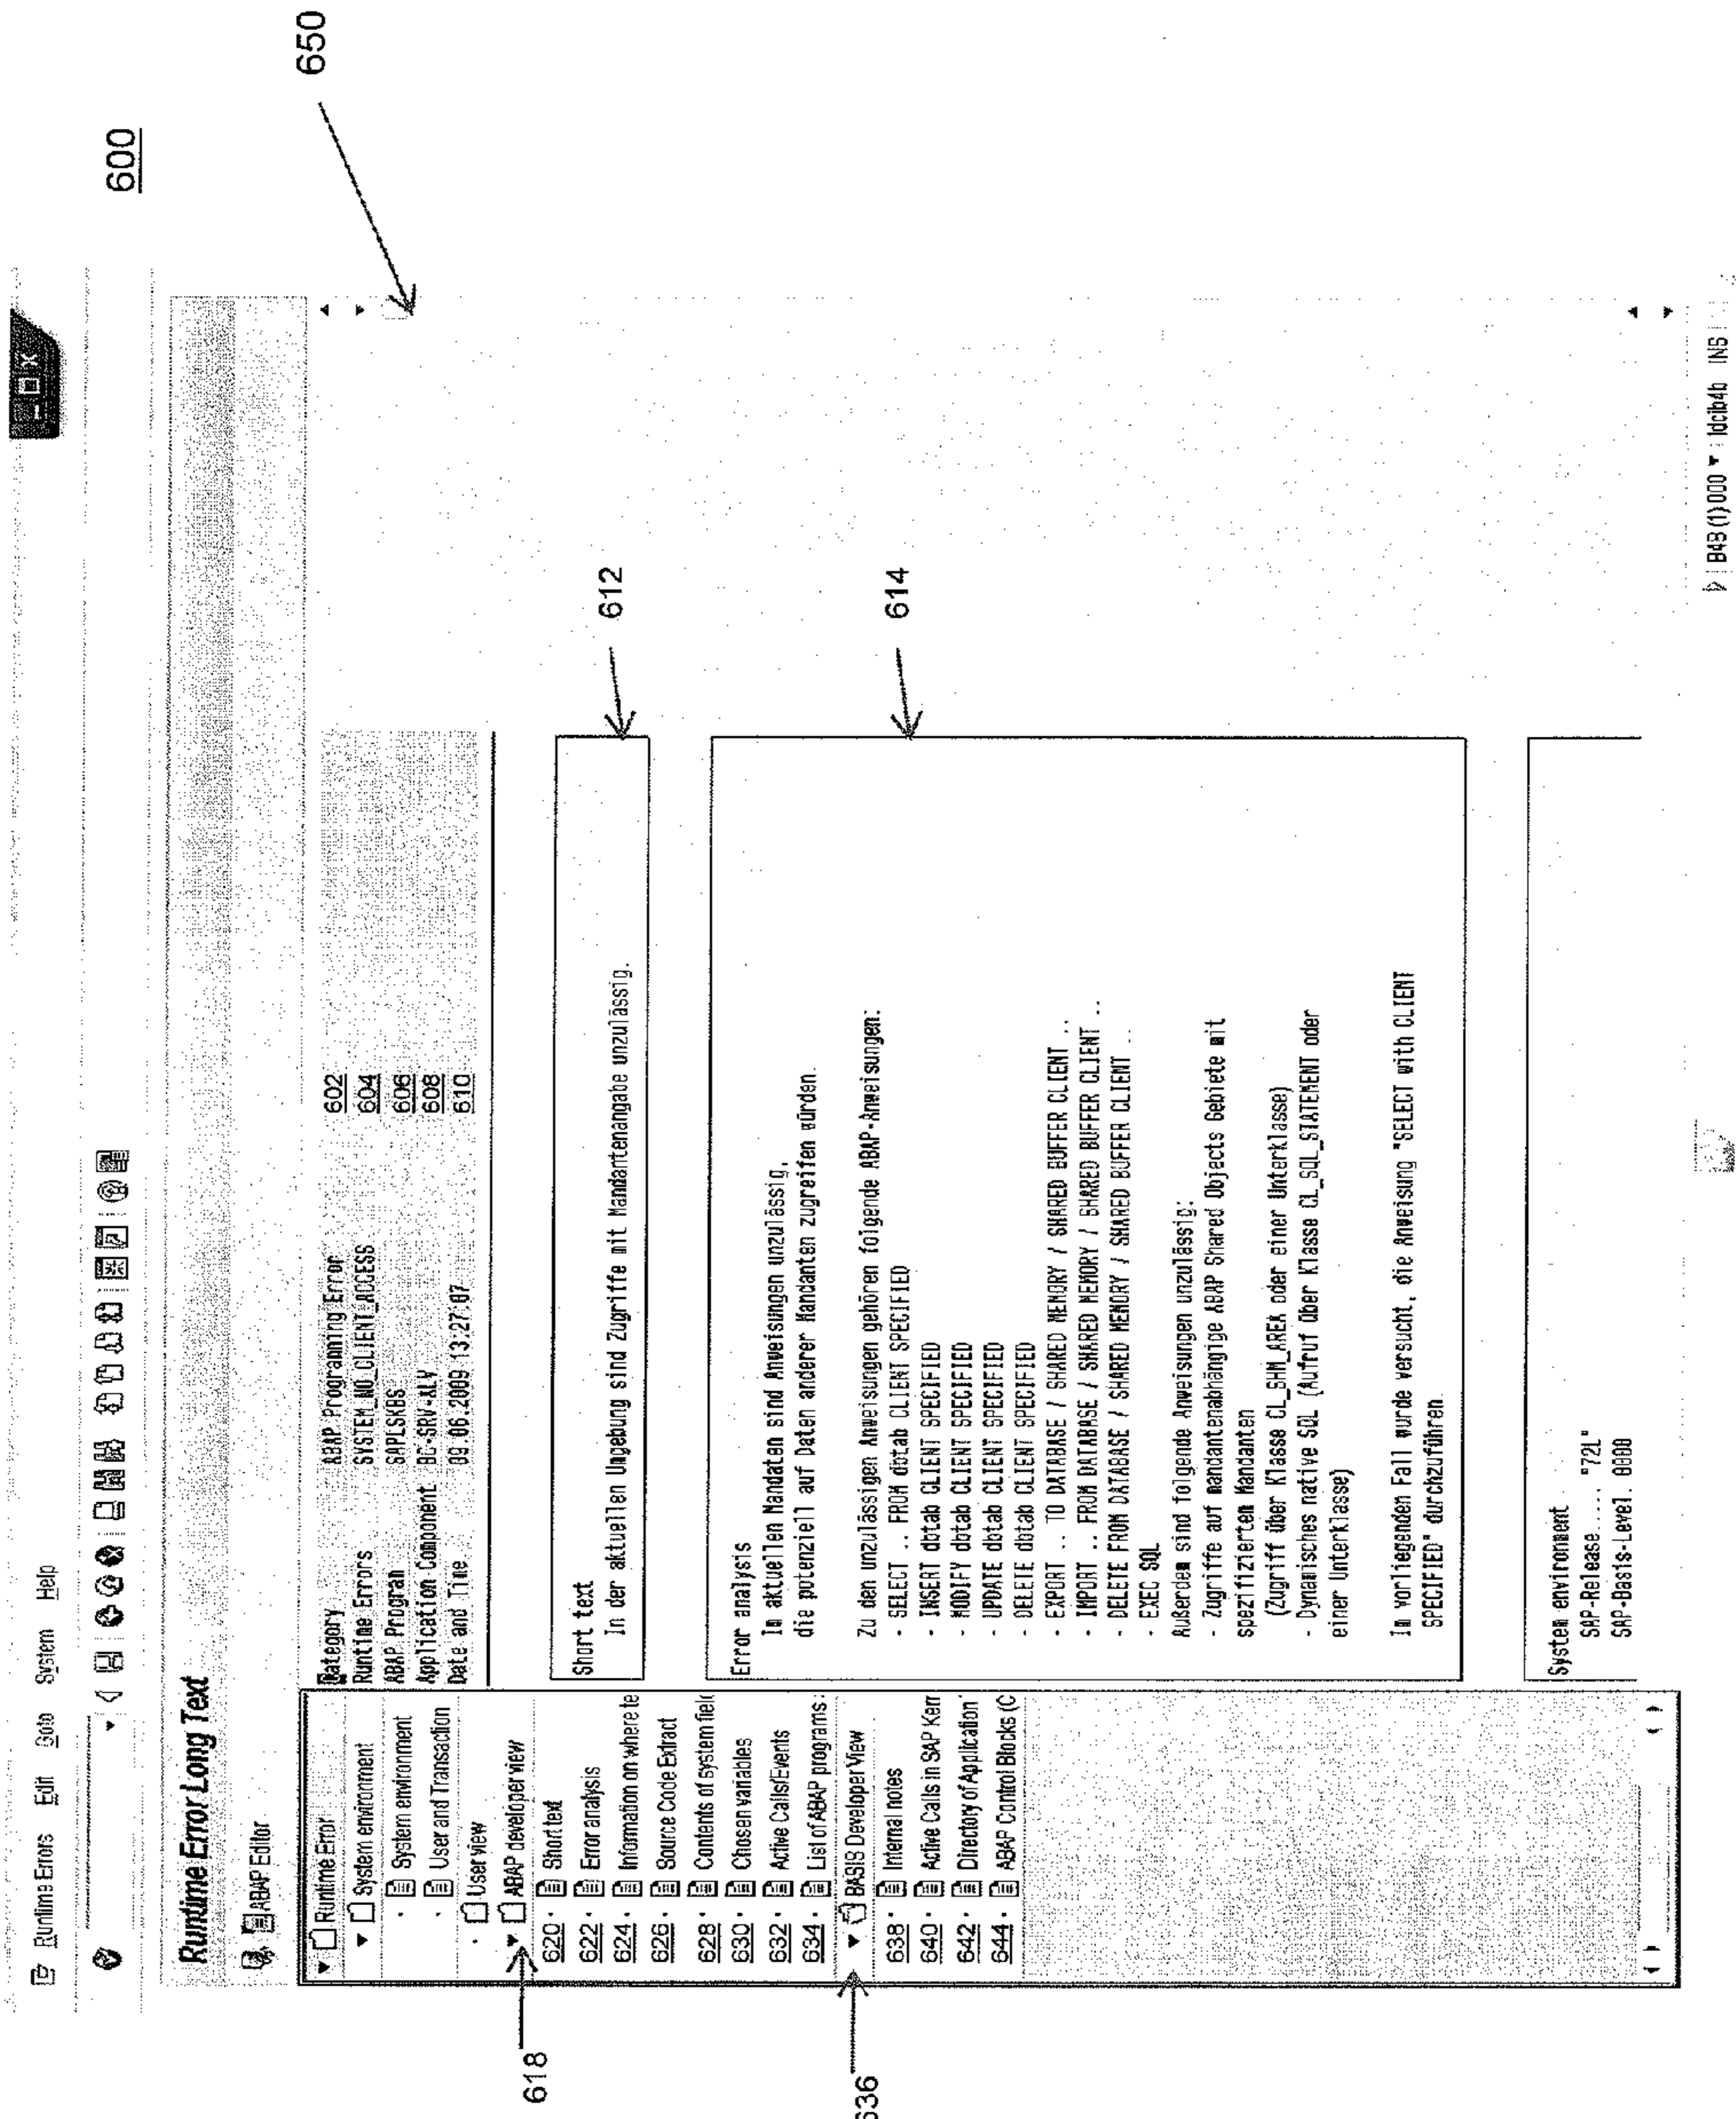 Runtime Errors Edit Goto System Help
600
650
Runtime Error Long Text
ABAP Editor
Runtime Error
System environment
System environment
User and Transaction
User view
618
ABAP developer view
620 Short text
622 Error analysis
624 Information on where te
626 Source Code Extract
628 Contents of system field
630 Chosen variables
632 Active Calls/Events
634 List of ABAP programs
636
BASIS Developer View
638 Internal notes
640 Active Calls in SAP Kerr
642 Directory of Application
644 ABAP Control Blocks (C
Category ABAP Programming Error 602
Runtime Errors SYSTEM_NO_CLIENT_ACCESS 604
ABAP Program SAPLSKBS 606
Application Component BC-SRV-ALV 608
Date and Time 09.06.2009 13:27:07 610
612
Short text
In der aktuellen Umgebung sind Zugriffe mit Mandantenangabe unzulässig.
614
Error analysis
Im aktuellen Mandaten sind Anweisungen unzulässig,
die potenziell auf Daten anderer Mandanten zugreifen würden.
Zu den unzulässigen Anweisungen gehören folgende ABAP-Anweisungen:
- SELECT .. FROM dbtab CLIENT SPECIFIED
- INSERT dbtab CLIENT SPECIFIED
- MODIFY dbtab CLIENT SPECIFIED
- UPDATE dbtab CLIENT SPECIFIED
- DELETE dbtab CLIENT SPECIFIED
- EXPORT .. TO DATABASE / SHARED MEMORY / SHARED BUFFER CLIENT ..
- IMPORT .. FROM DATABASE / SHARED MEMORY / SHARED BUFFER CLIENT ..
- DELETE FROM DATABASE / SHARED MEMORY / SHARED BUFFER CLIENT ..
- EXEC SQL
Außerdem sind folgende Anweisungen unzulässig:
- Zugriffe auf mandantenabhängige ABAP Shared Objects Gebiete mit
spezifizierten Mandanten
(Zugriff über Klasse CL_SHM_AREA oder einer Unterklasse)
- Dynamisches native SQL (Aufruf über Klasse CL_SQL_STATEMENT oder
einer Unterklasse)
Im vorliegenden Fall wurde versucht, die Anweisung "SELECT with CLIENT
SPECIFIED" durchzuführen.
System environment
SAP-Release.... "72L"
SAP-Basis-Level. 0000
B4B (1) 000 ldcib4b INS